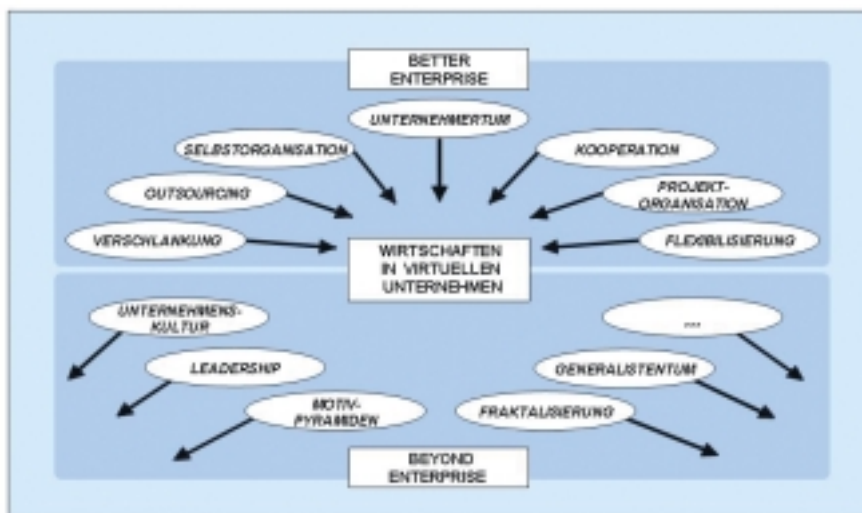 BETTER
ENTERPRISE
UNTERNEHMERTUM
SELBSTORGANISATION
KOOPERATION
OUTSOURCING
PROJEKT-
ORGANISATION
VERSCHLANKUNG
WIRTSCHAFTEN
IN VIRTUELLEN
UNTERNEHMEN
FLEXIBILISIERUNG
UNTERNEHMENS-
KULTUR
...
LEADERSHIP
GENERALISTENTUM
MOTIV-
PYRAMIDEN
FRAKTALISIERUNG
BEYOND
ENTERPRISE